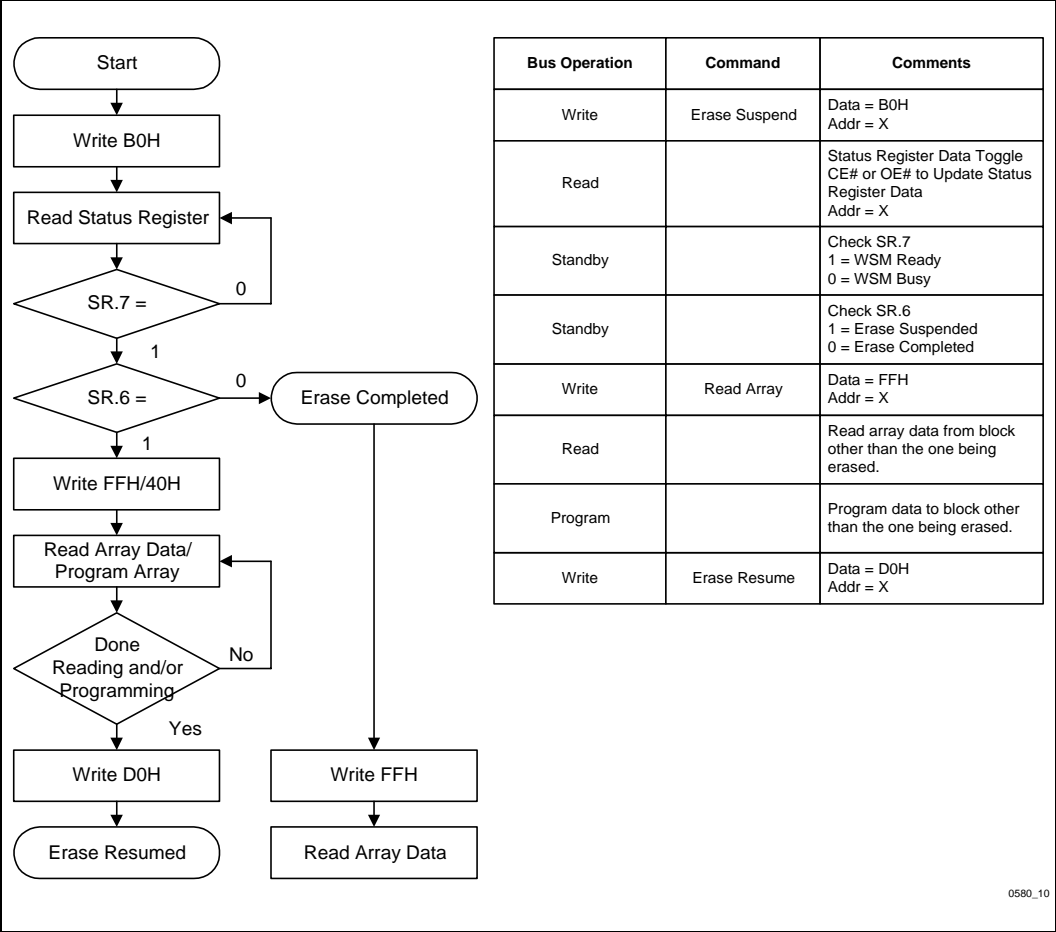 Start
Write B0H
Read Status Register
SR.7 =
0
1
SR.6 =
0
Erase Completed
1
Write FFH/40H
Read Array Data/
Program Array
Done
Reading and/or
Programming
No
Yes
Write D0H
Write FFH
Erase Resumed
Read Array Data
Bus Operation Command Comments
Write Erase Suspend Data = B0H
Addr = X
Read Status Register Data Toggle
CE# or OE# to Update Status
Register Data
Addr = X
Standby Check SR.7
1 = WSM Ready
0 = WSM Busy
Standby Check SR.6
1 = Erase Suspended
0 = Erase Completed
Write Read Array Data = FFH
Addr = X
Read Read array data from block
other than the one being
erased.
Program Program data to block other
than the one being erased.
Write Erase Resume Data = D0H
Addr = X
0580_10